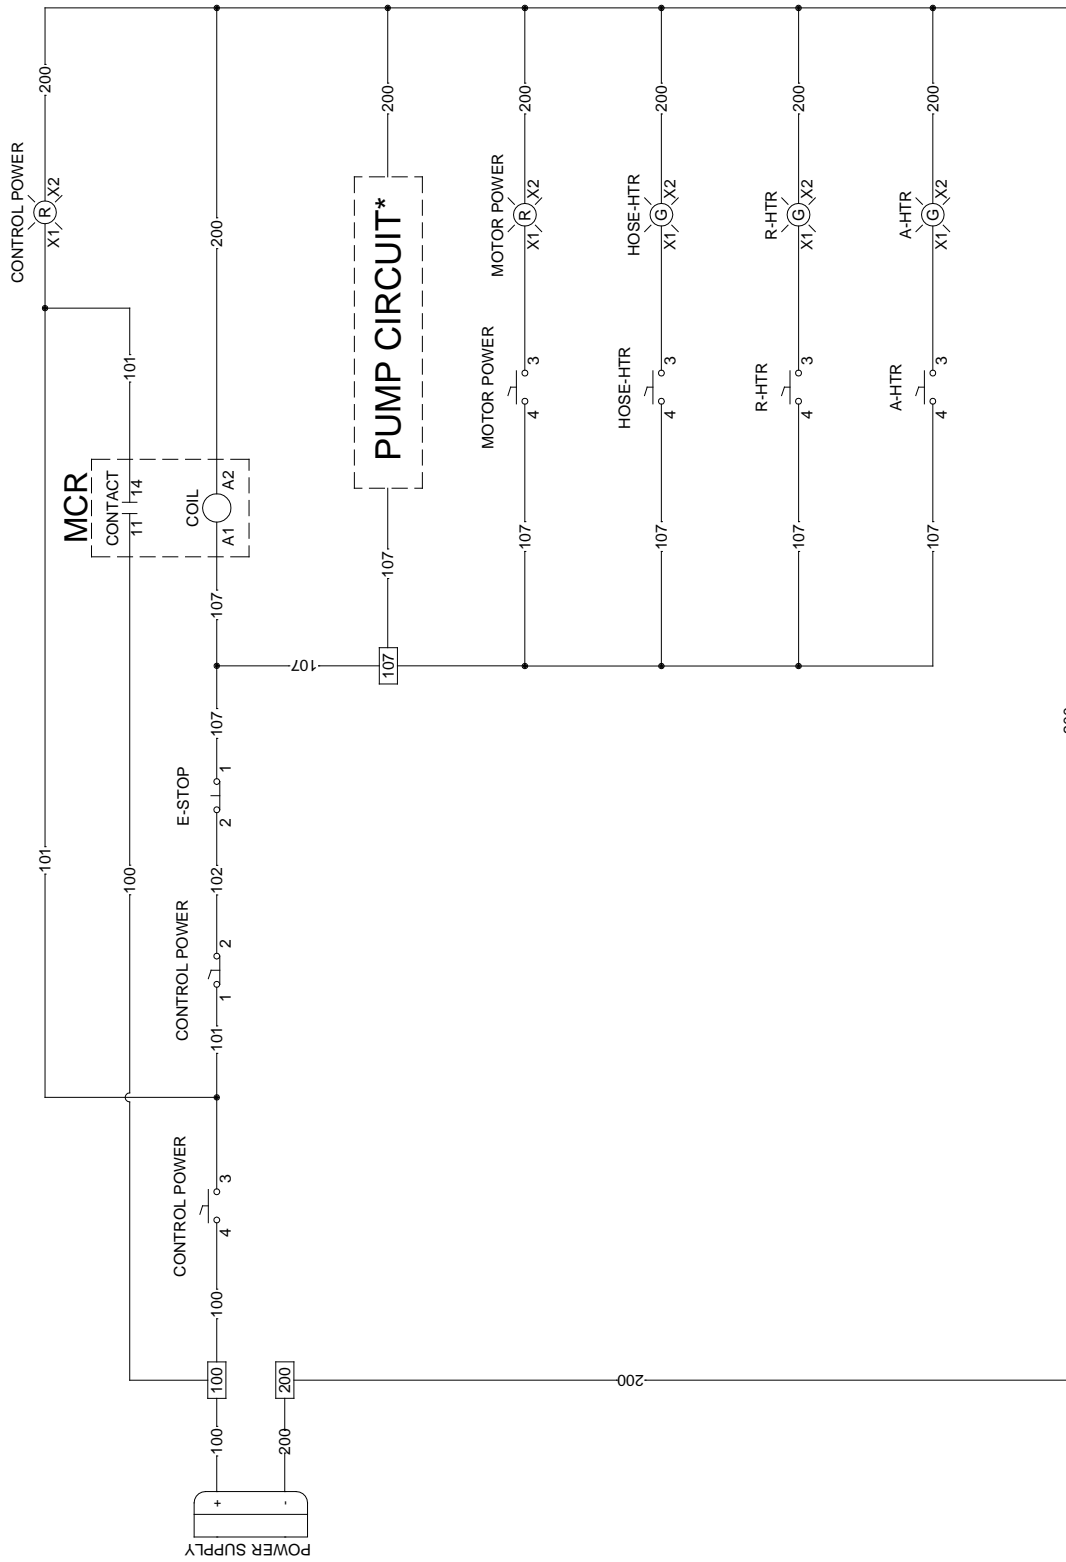 CONTROL POWER
101
X1
R
X2
200
MCR
CONTACT
100
11
14
101
CONTROL POWER
CONTROL POWER
E-STOP
COIL
POWER SUPPLY
+
100
100
100
4
3
101
1
2
102
2
1
107
107
A1
A2
200
-
200
200
107
107
107
PUMP CIRCUIT*
200
MOTOR POWER
MOTOR POWER
107
4
3
X1
R
X2
200
200
HOSE-HTR
HOSE-HTR
107
4
3
X1
G
X2
200
R-HTR
R-HTR
107
4
3
X1
G
X2
200
A-HTR
A-HTR
107
4
3
X1
G
X2
200